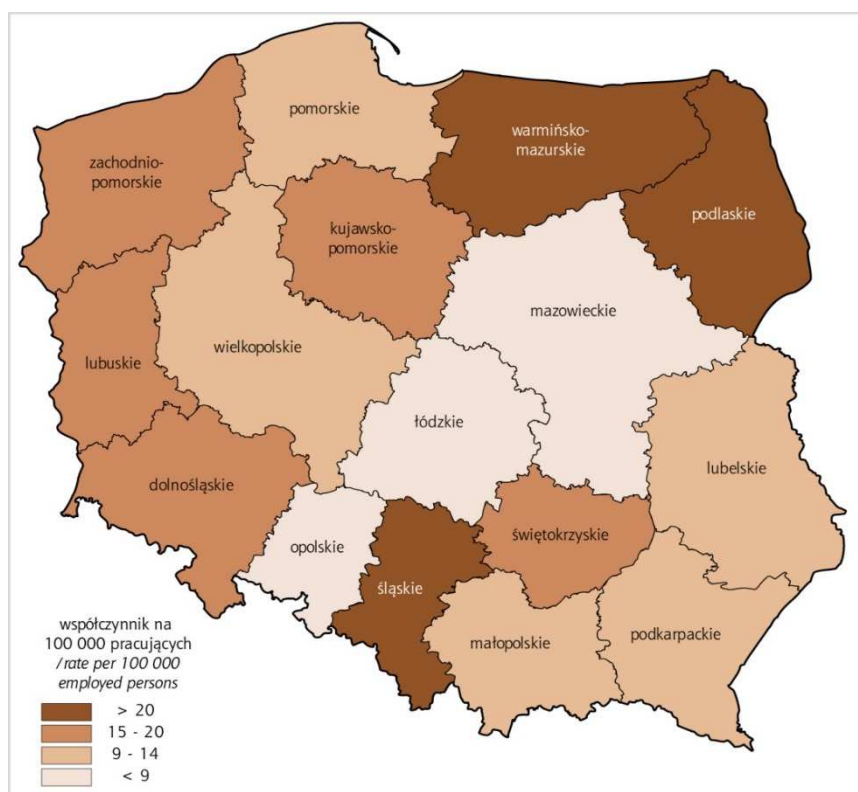 pomorskie
warmińsko-
mazurskie
zachodnio-
pomorskie
podlaskie
kujawsko-
pomorskie
mazowieckie
wielkopolskie
lubuskie
łódzkie
lubelskie
dolnośląskie
świętokrzyskie
opolskie
śląskie
małopolskie
podkarpackie
współczynnik na
100 000 pracujących
/rate per 100 000
employed persons
> 20
15 - 20
9 - 14
< 9